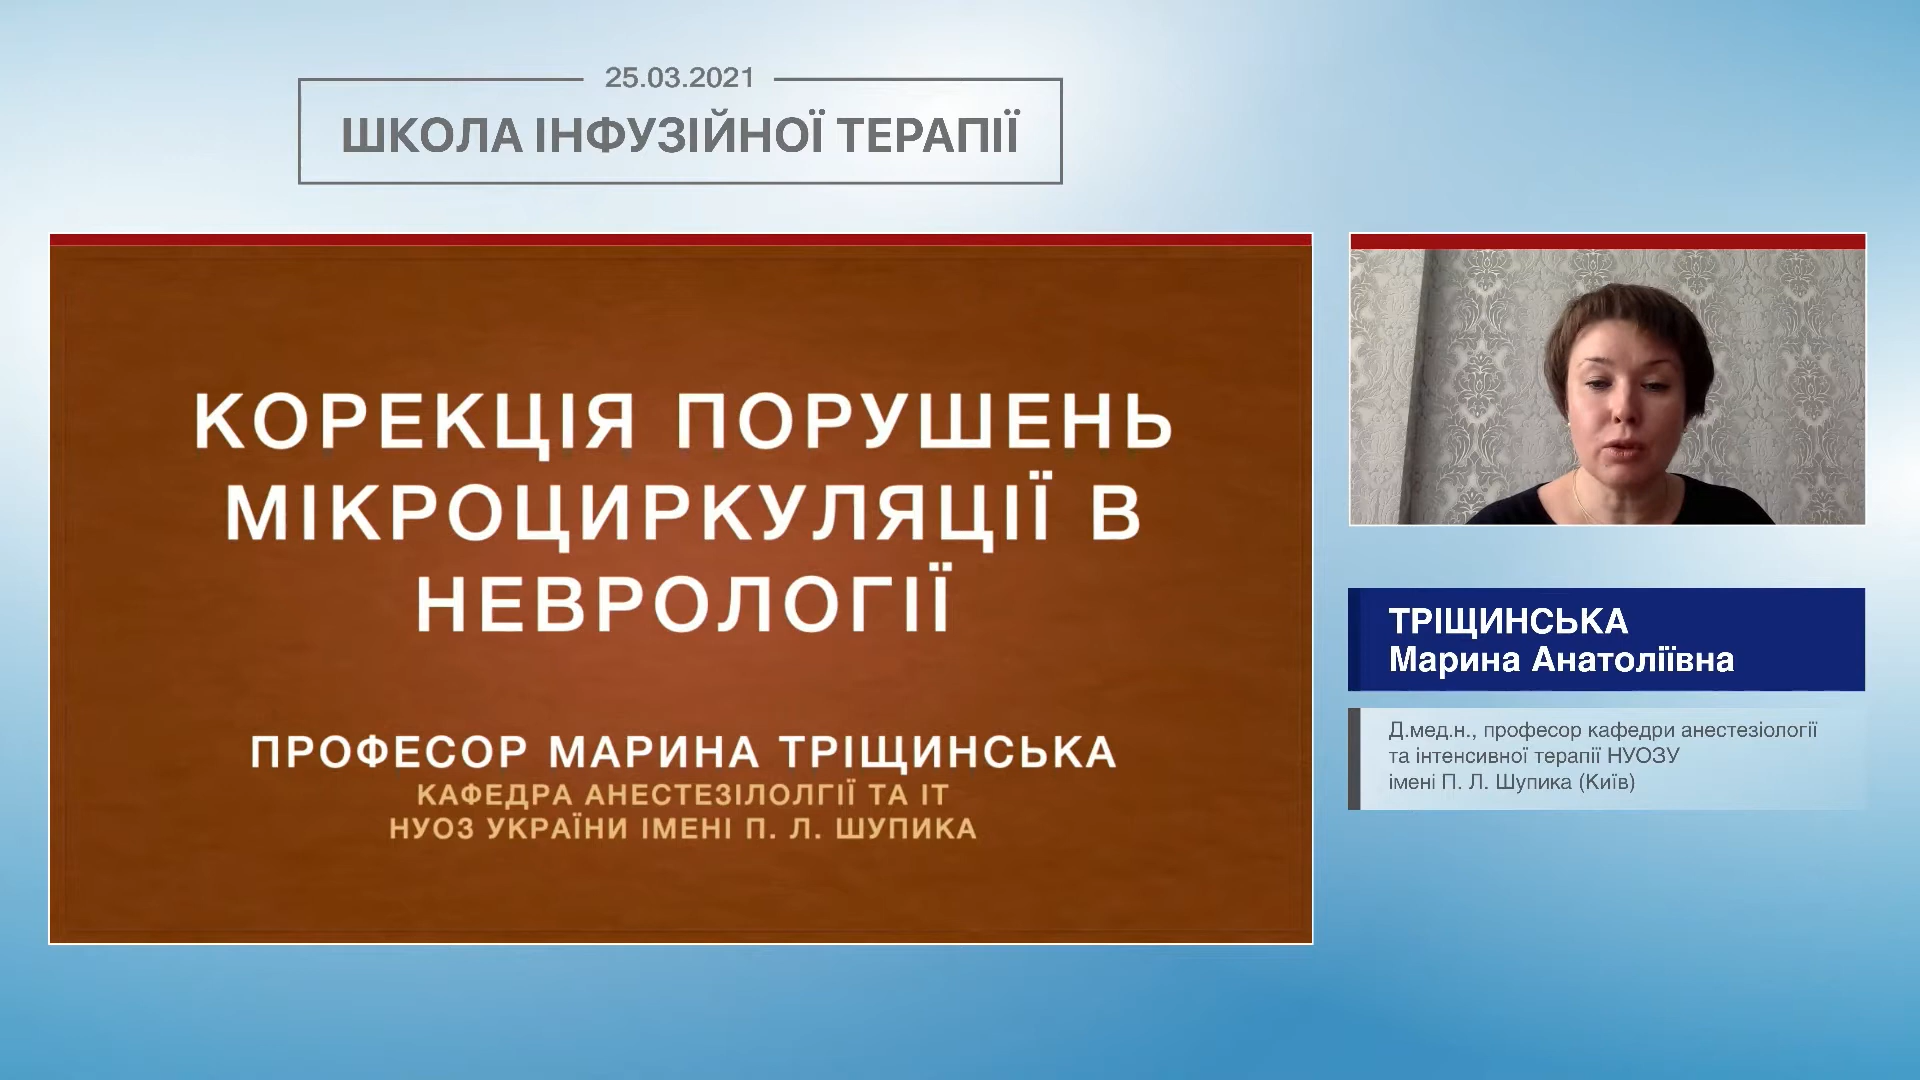 25.03.2021
ШКОЛА ІНФУЗІЙНОЇ ТЕРАПІЇ
КОРЕКЦІЯ ПОРУШЕНЬ
МІКРОЦИРКУЛЯЦІЇ В
НЕВРОЛОГІЇ
ПРОФЕСОР МАРИНА ТРІЩИНСЬКА
КАФЕДРА АНЕСТЕЗІЛОЛГІЇ ТА ІТ
НУОЗ УКРАЇНИ ІМЕНІ П. Л. ШУПИКА
ТРІЩИНСЬКА
Марина Анатоліївна
Д.мед.н., професор кафедри анестезіології
та інтенсивної терапії НУОЗУ
імені П. Л. Шупика (Київ)